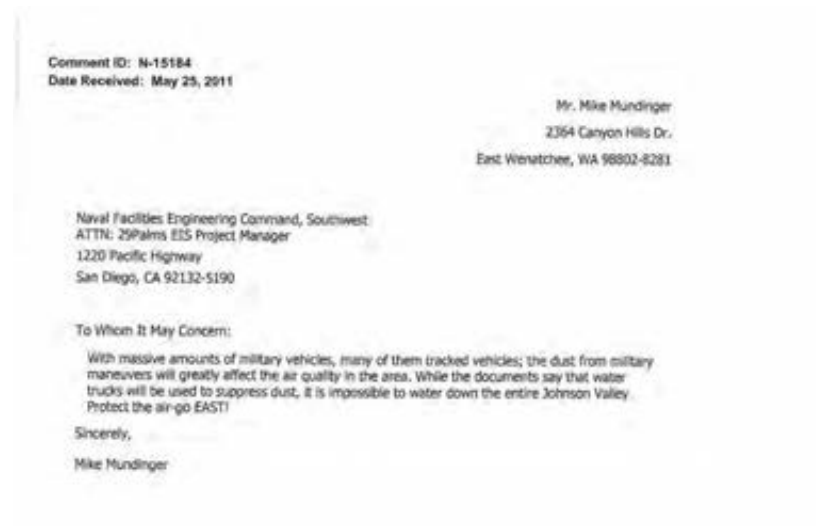 Comment ID: N-15184
Date Received: May 25, 2011
Mr. Mike Mundinger
2364 Canyon Hills Dr.
East Wenatchee, WA 98802-8281
Naval Facilities Engineering Command, Southwest
ATTN: 29Palms EIS Project Manager
1220 Pacific Highway
San Diego, CA 92132-5190
To Whom It May Concern:
With massive amounts of military vehicles, many of them tracked vehicles; the dust from military
maneuvers will greatly affect the air quality in the area. While the documents say that water
trucks will be used to suppress dust, it is impossible to water down the entire Johnson Valley.
Protect the air-go EAST!
Sincerely,
Mike Mundinger